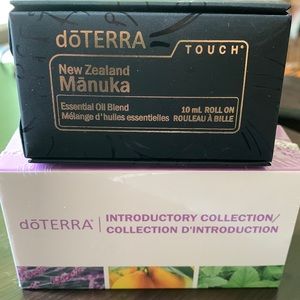 dōTERRA
TOUCH®
New Zealand
Mānuka
Essential Oil Blend 10 mL ROLL ON
Mélange d'huiles essentielles ROULEAU À BILLE
dōTERRA INTRODUCTORY COLLECTION/
COLLECTION D'INTRODUCTION